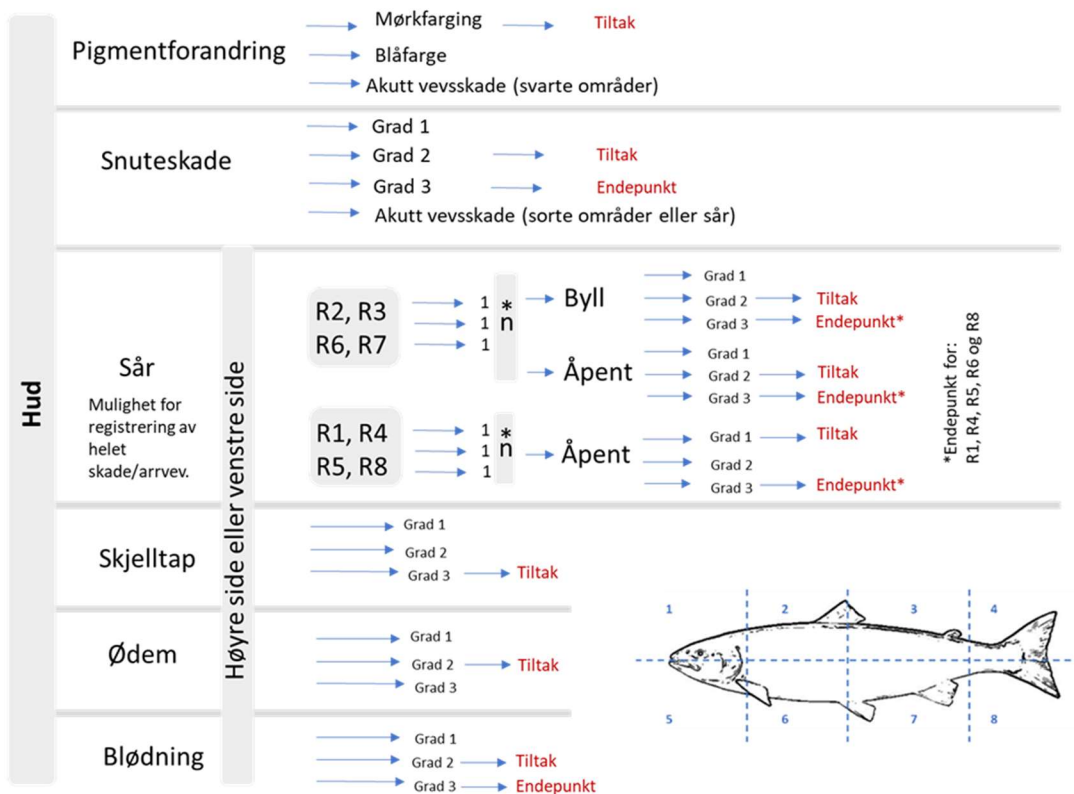 Hud
Pigmentforandring
Mørkfarging
Tiltak
Blåfarge
Akutt vevsskade (svarte områder)
Snuteskade
Grad 1
Grad 2
Tiltak
Grad 3
Endepunkt
Akutt vevsskade (sorte områder eller sår)
Høyre side eller venstre side
Sår
Mulighet for
registrering av
helet
skade/arrvev.
R2, R3
R6, R7
1
1
1
*
n
Byll
Grad 1
Grad 2
Tiltak
Grad 3
Endepunkt*
Åpent
Grad 1
Grad 2
Tiltak
Grad 3
Endepunkt*
R1, R4
R5, R8
1
1
1
*
n
Åpent
Grad 1
Tiltak
Grad 2
Grad 3
Endepunkt*
*Endepunkt for:
R1, R4, R5, R6 og R8
Skjelltap
Grad 1
Grad 2
Grad 3
Tiltak
Ødem
Grad 1
Grad 2
Tiltak
Grad 3
Blødning
Grad 1
Grad 2
Tiltak
Grad 3
Endepunkt
1
2
3
4
5
6
7
8